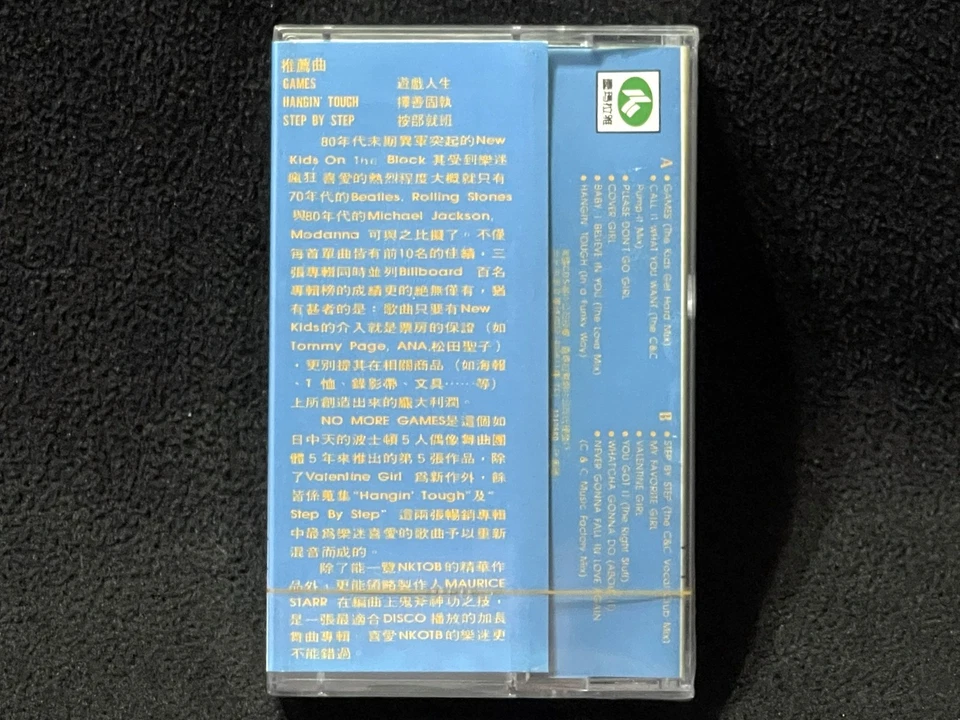 推薦曲
GAMES 遊戲人生
HANGIN' TOUGH 擇善固執
STEP BY STEP 按部就班
80年代末期異軍突起的New
Kids On The Block 其受到樂迷
瘋狂喜愛的熱烈程度大概就只有
70年代的Beatles, Rolling Stones
與80年代的Michael Jackson,
Modanna 可與之比擬了。不僅
每首單曲皆有前10名的佳績，三
張專輯同時並列Billboard 百名
專輯榜的成績更的絕無僅有，猶
有甚者的是：歌曲只要有New
Kids的介入就是票房的保證（如
Tommy Page, ANA,松田聖子）
，更別提其在相關商品（如海報
、T恤、錄影帶、文具……等）
上所創造出來的龐大利潤。
NO MORE GAMES是這個如
日中天的波士頓5人偶像舞曲團
體5年來推出的第5張作品，除
了Valentine Girl 為新作外，餘
皆係蒐集"Hangin' Tough"及"
Step By Step" 這兩張暢銷專輯
中最為樂迷喜愛的歌曲予以重新
混音而成的。
除了能一覽NKTOB的精華作
品外，更能領略製作人MAURICE
STARR 在編曲上鬼斧神功之技，
是一張最適合DISCO 播放的加長
舞曲專輯 喜愛NKOTB的樂迷更
不能錯過。
A
● GAMES (The Kids Get Hard Mix)
● CALL IT WHAT YOU WANT (The C&C
Pump-It Mix)
● PLEASE DON'T GO GIRL
● COVER GIRL
● BABY, I BELIEVE IN YOU (The Love Mix)
● HANGIN' TOUGH (In a Funky Way)
B
● STEP BY STEP (The C&C Vocal Club Mix)
● MY FAVORITE GIRL
● VALENTINE GIRL
● YOU GOT IT (The Right Stuff)
● WHAT'CHA GONNA DO (ABOUT IT)
● NEVER GONNA FALL IN LOVE AGAIN
(C & C Music Factory Mix)